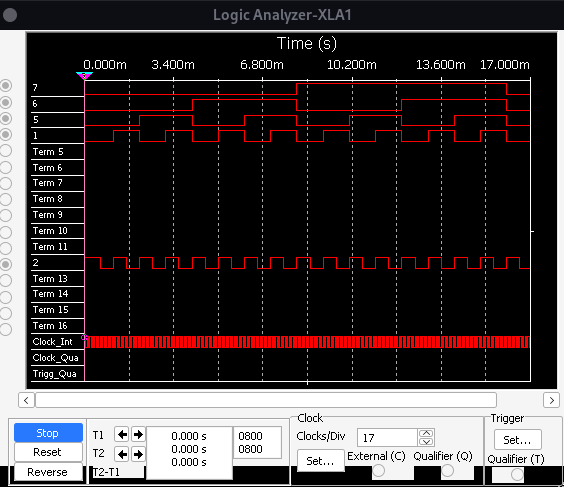 Logic Analyzer-XLA1
Time (s)
0.000m 3.400m 6.800m 10.200m 13.600m 17.000m
7
6
5
1
Term 5
Term 6
Term 7
Term 8
Term 9
Term 10
Term 11
2
Term 13
Term 14
Term 15
Term 16
Clock_Int
Clock_Qua
Trigg_Qua
Stop
Reset
Reverse
T1
T2
T2-T1
0.000 s
0.000 s
0.000 s
0800
0800
Clock
Clocks/Div 17
Set... External (C) Qualifier (Q)
Trigger
Set...
Qualifier (T)